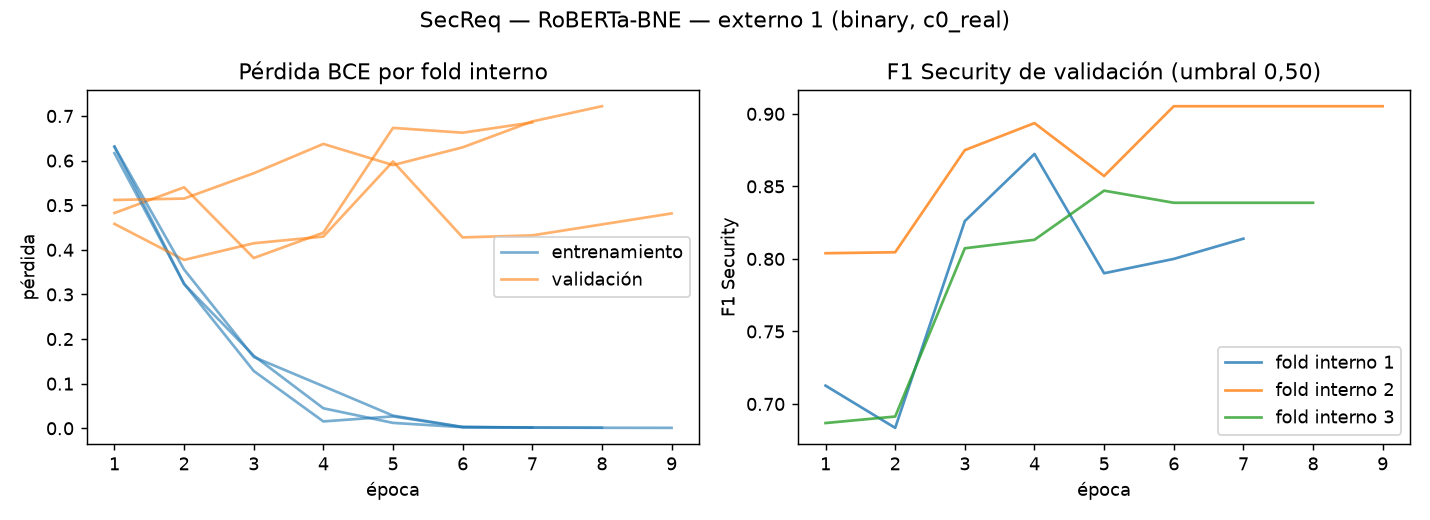 SecReq — RoBERTa-BNE — externo 1 (binary, c0_real)
Pérdida BCE por fold interno
pérdida
0.7
0.6
0.5
0.4
0.3
0.2
0.1
0.0
entrenamiento
validación
1 2 3 4 5 6 7 8 9
época
F1 Security de validación (umbral 0,50)
F1 Security
0.90
0.85
0.80
0.75
0.70
fold interno 1
fold interno 2
fold interno 3
1 2 3 4 5 6 7 8 9
época